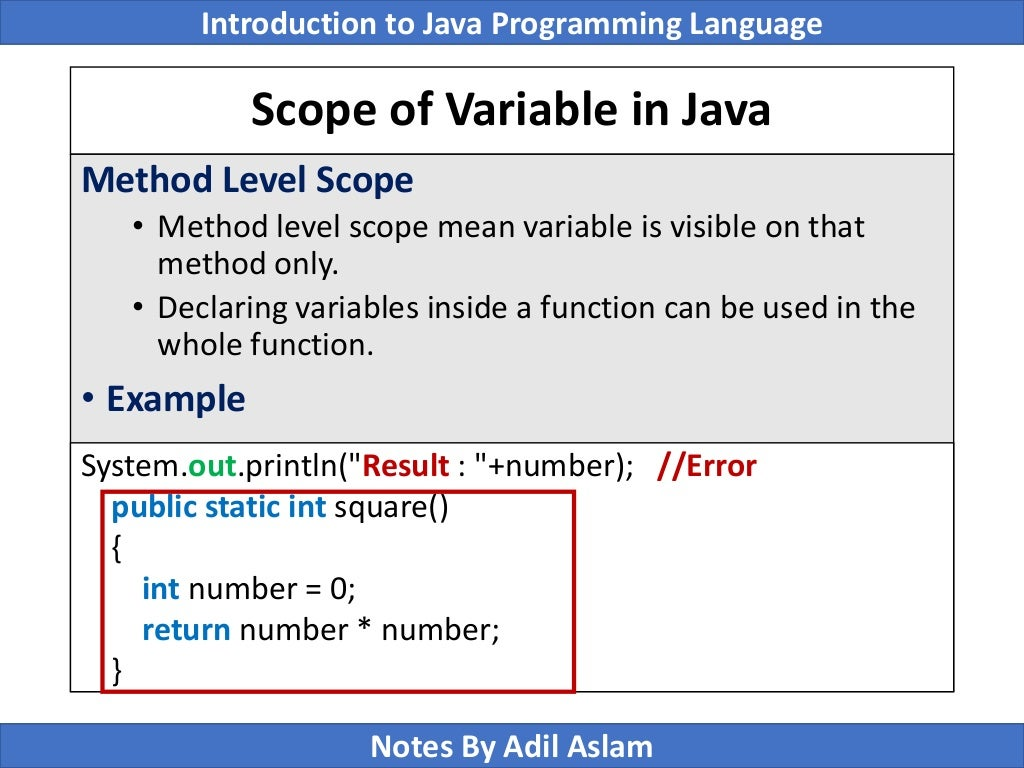 Introduction to Java Programming Language
Scope of Variable in Java
Method Level Scope
• Method level scope mean variable is visible on that
method only.
• Declaring variables inside a function can be used in the
whole function.
• Example
System.out.println("Result : "+number);   //Error
public static int square()
{
int number = 0;
return number * number;
}
Notes By Adil Aslam